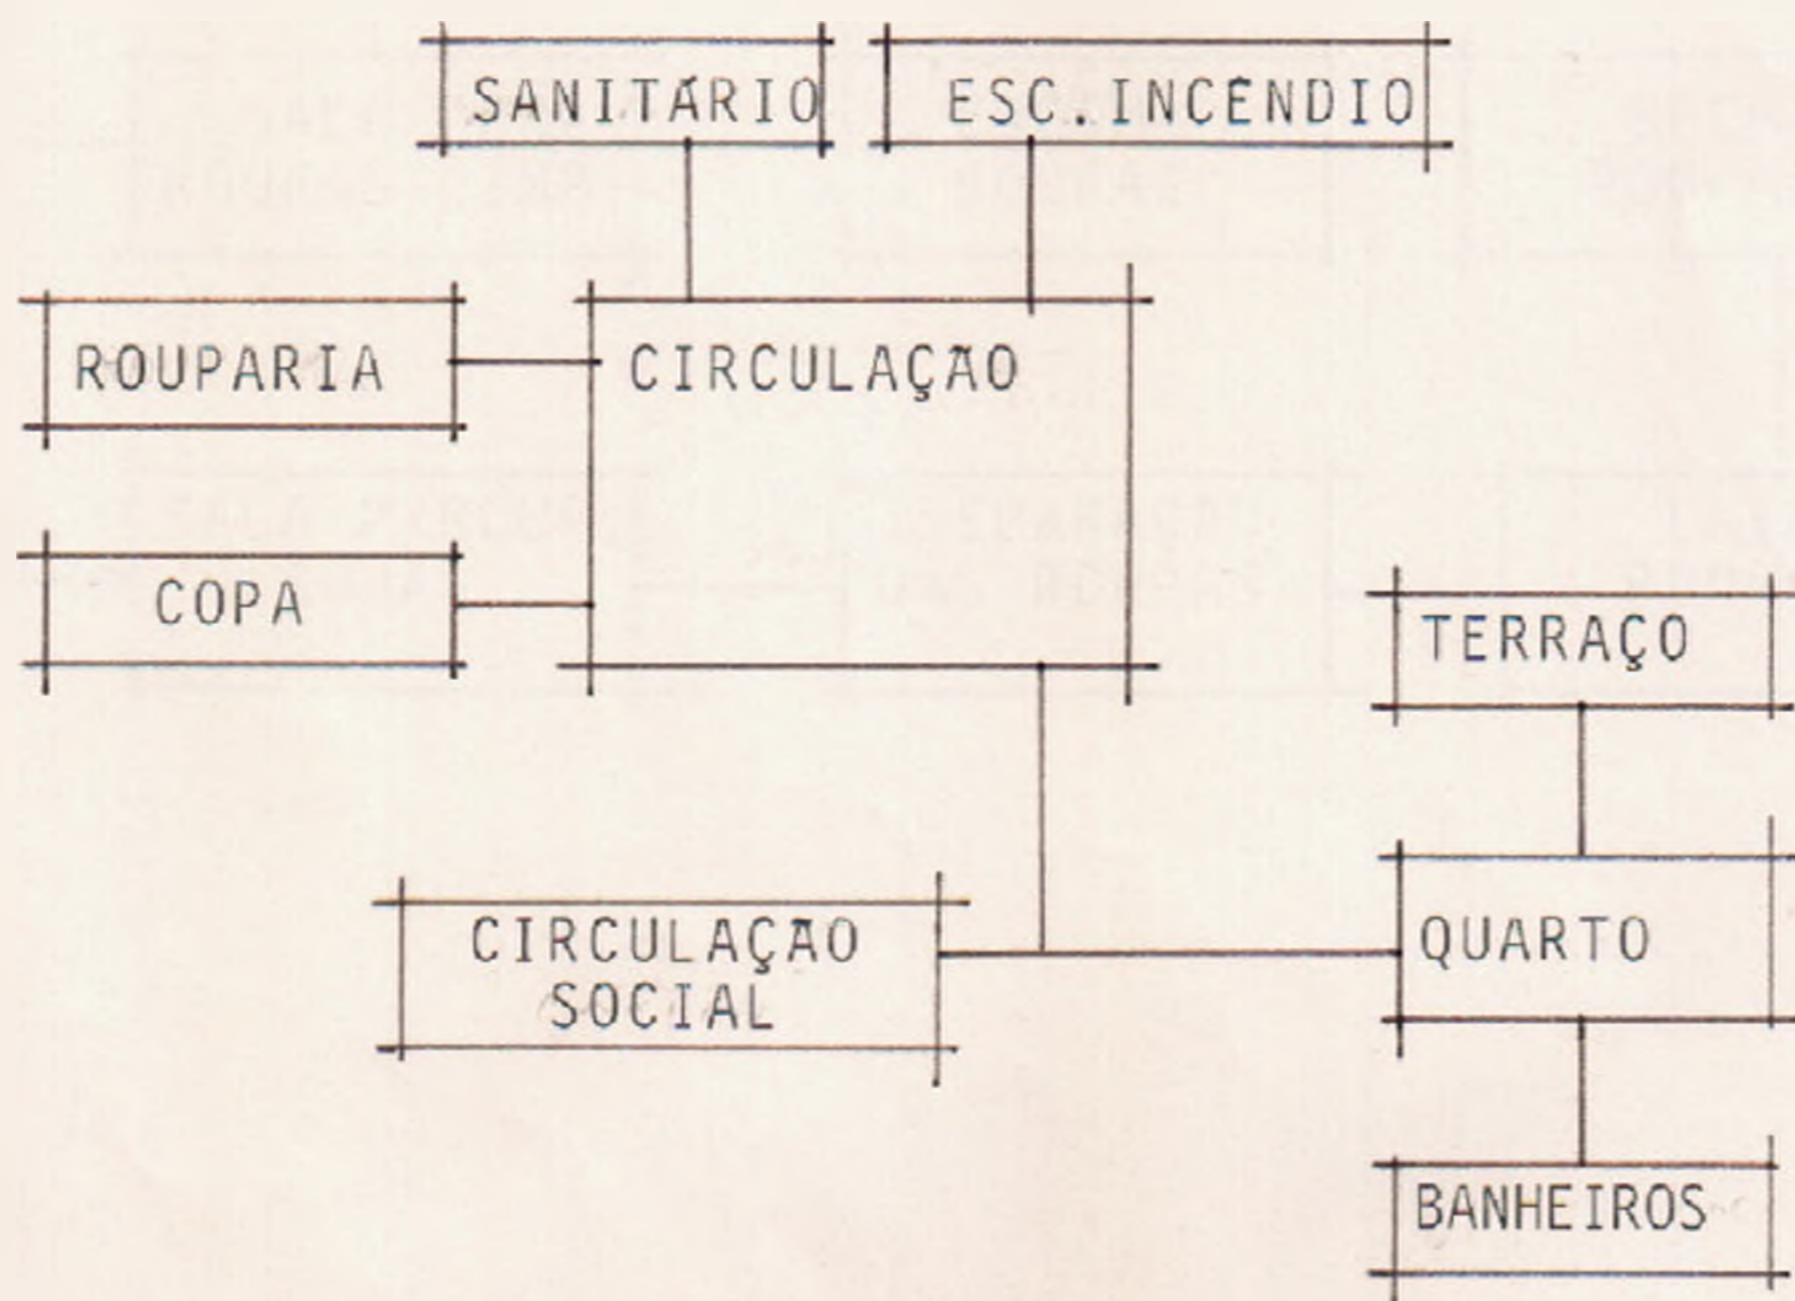 SANITÁRIO
ESC.INCÊNDIO
ROUPARIA
CIRCULAÇÃO
COPA
TERRAÇO
CIRCULAÇÃO
SOCIAL
QUARTO
BANHEIROS